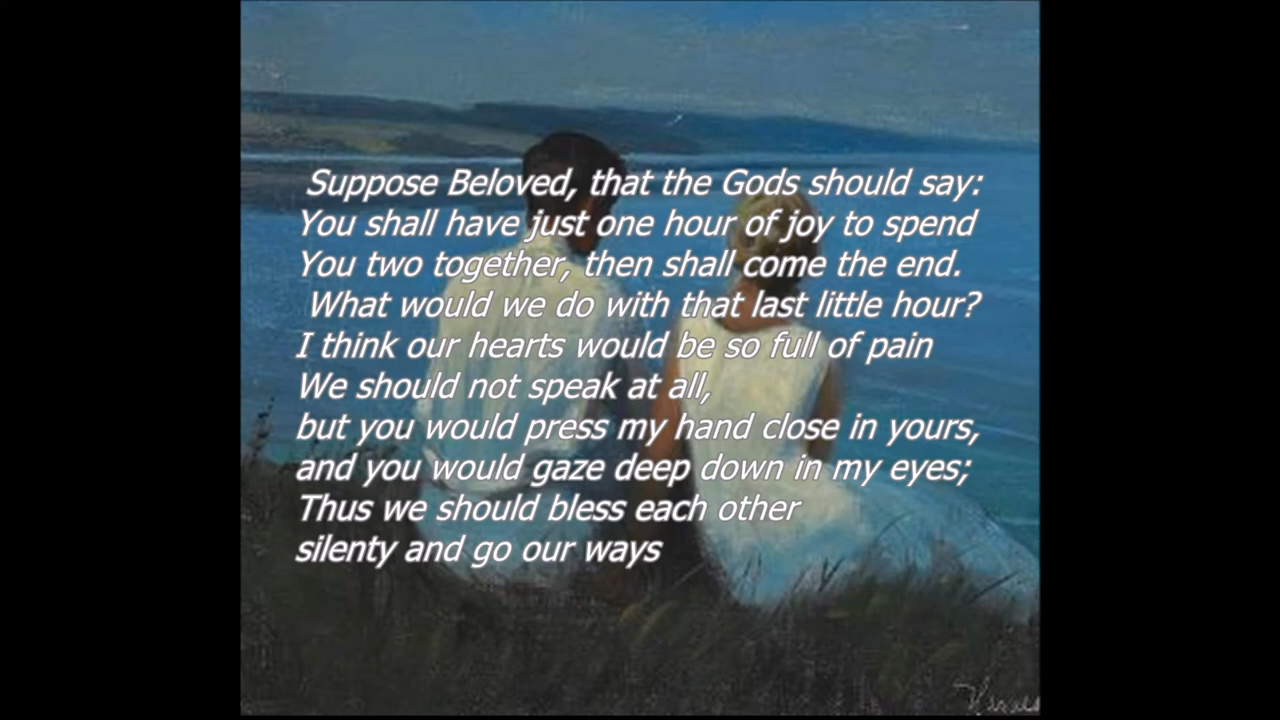 Suppose Beloved, that the Gods should say:
You shall have just one hour of joy to spend
You two together, then shall come the end.
What would we do with that last little hour?
I think our hearts would be so full of pain
We should not speak at all,
but you would press my hand close in yours,
and you would gaze deep down in my eyes;
Thus we should bless each other
silenty and go our ways